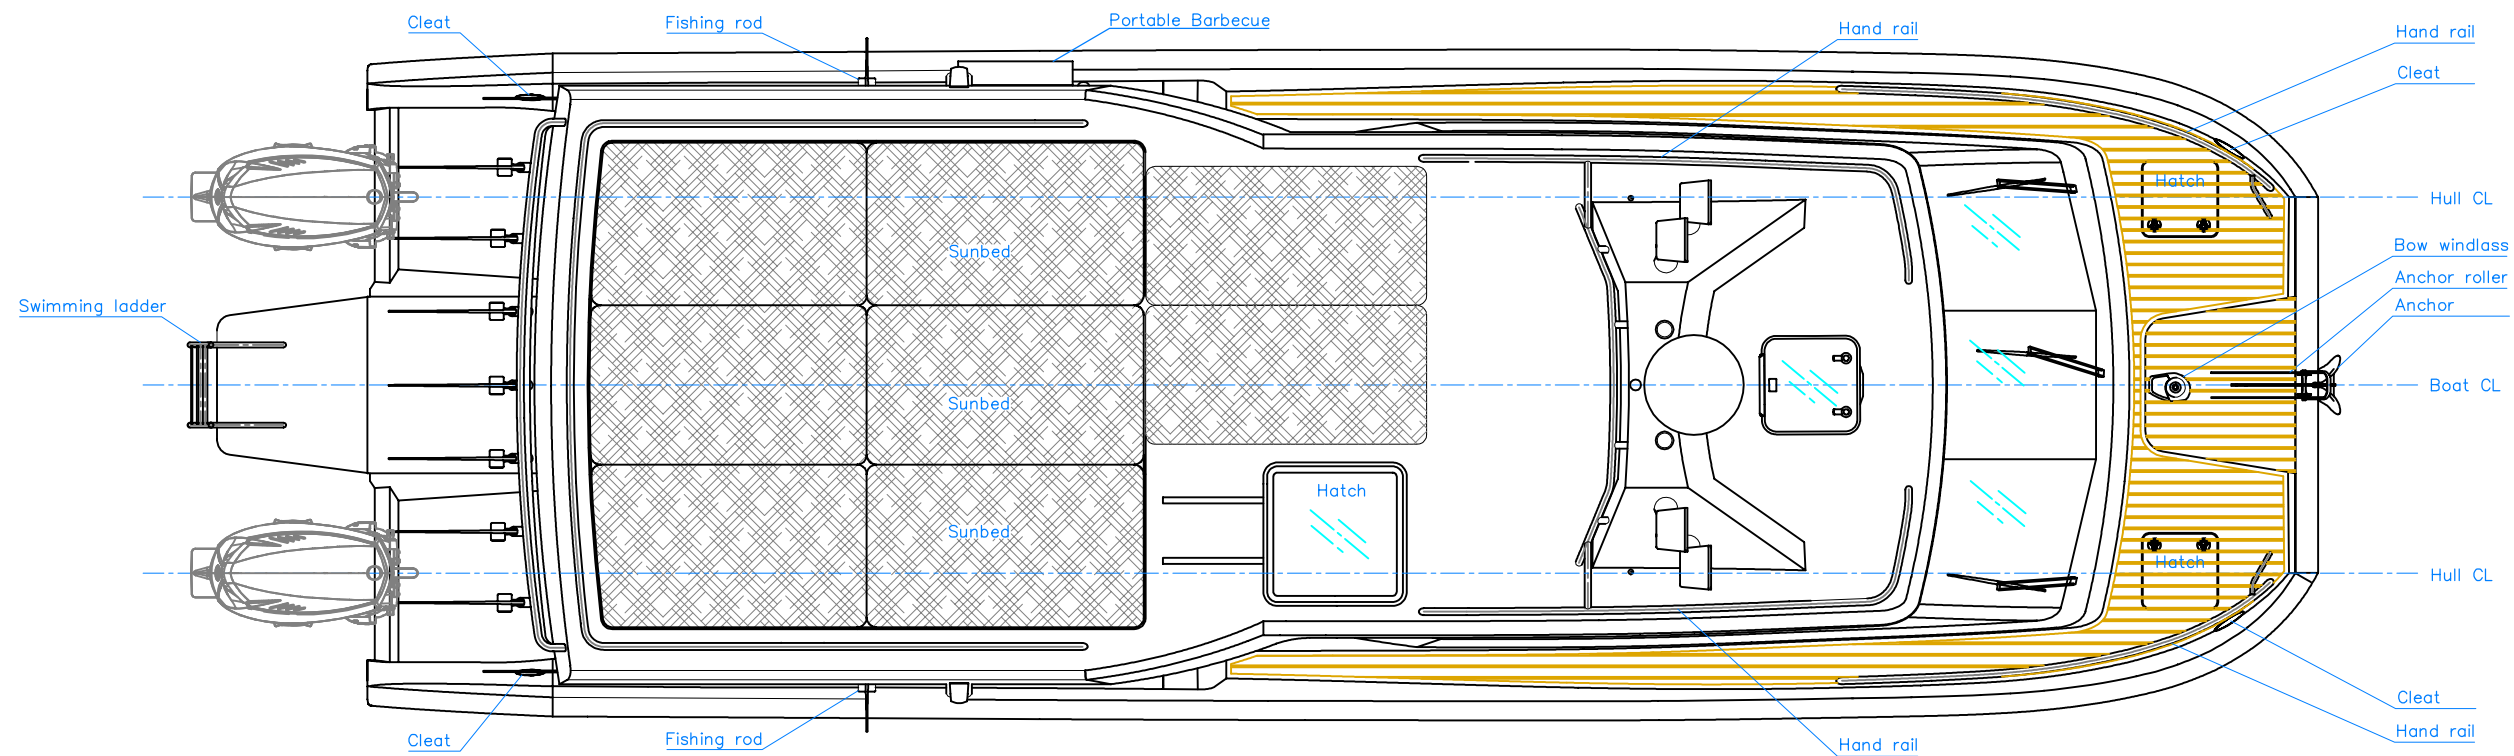 Cleat
Fishing rod
Portable Barbecue
Hand rail
Hand rail
Cleat
Hatch
Hull CL
Sunbed
Bow windlass
Anchor roller
Anchor
Swimming ladder
Boat CL
Sunbed
Hatch
Sunbed
Hatch
Hull CL
Cleat
Hand rail
Cleat
Fishing rod
Hand rail